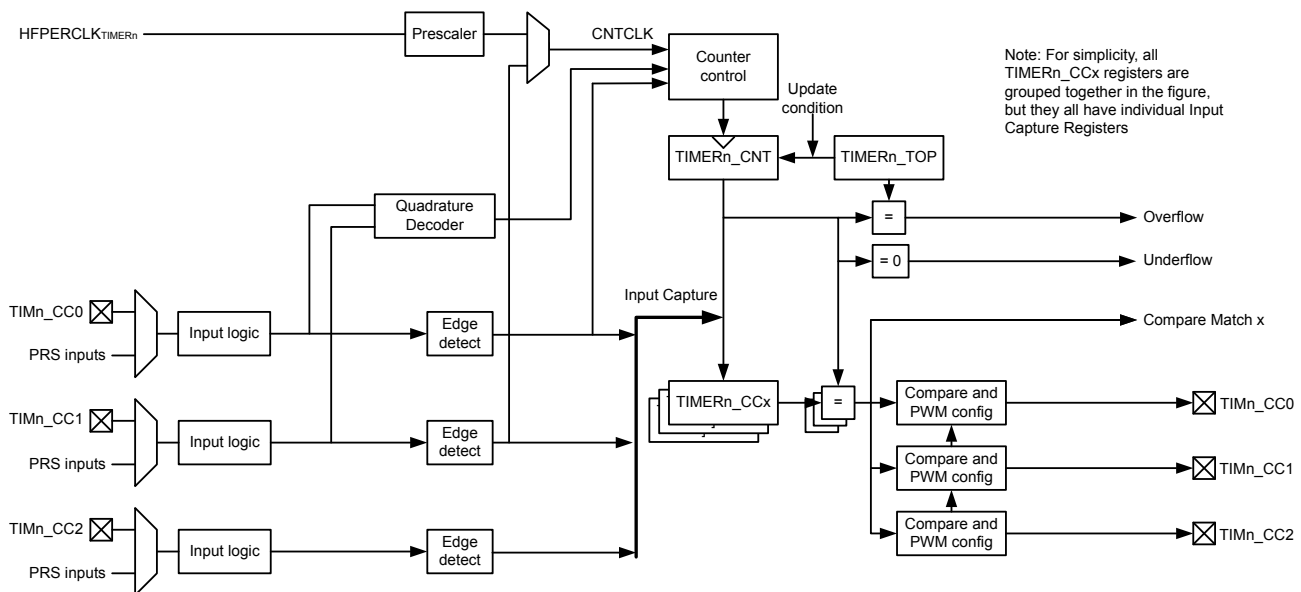 HFPERCLKTIMERn
Prescaler
CNTCLK
Counter
control
Note: For simplicity, all
TIMERn_CCx registers are
grouped together in the figure,
but they all have individual Input
Capture Registers
Update
condition
TIMERn_CNT
TIMERn_TOP
Quadrature
Decoder
=
Overflow
= 0
Underflow
Input Capture
TIMn_CC0
PRS inputs
Input logic
Edge
detect
Compare Match x
TIMERn_CCx
=
Compare and
PWM config
TIMn_CC0
TIMn_CC1
PRS inputs
Input logic
Edge
detect
Compare and
PWM config
TIMn_CC1
TIMn_CC2
PRS inputs
Input logic
Edge
detect
Compare and
PWM config
TIMn_CC2